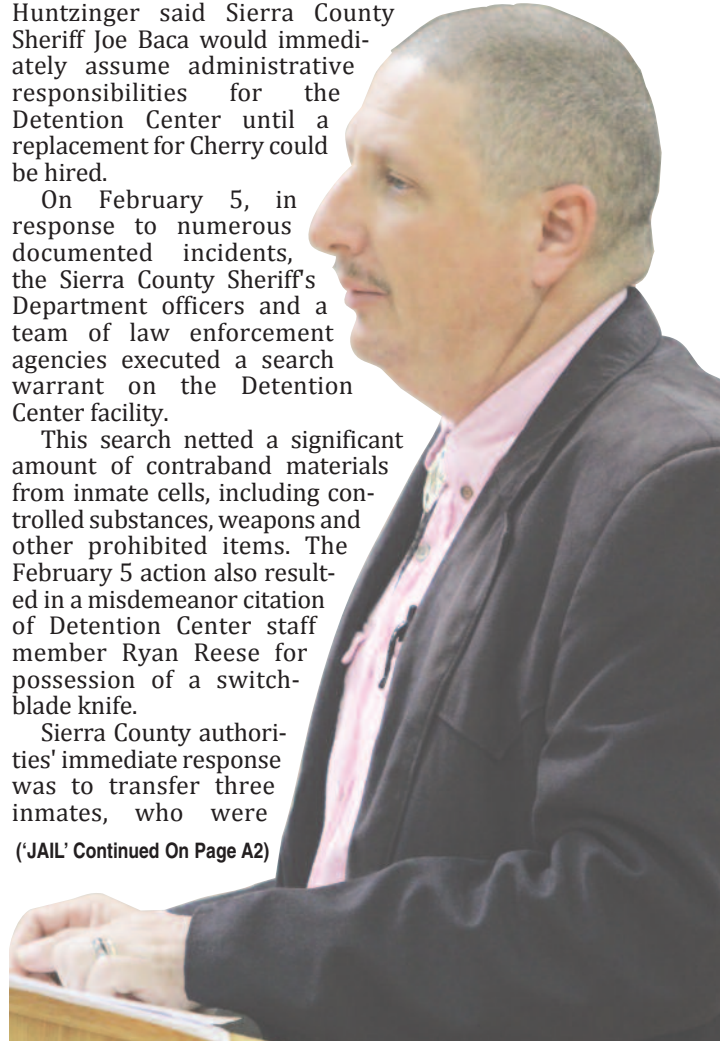 Huntzinger said Sierra County
Sheriff Joe Baca would immedi-
ately assume administrative
responsibilities for the
Detention Center until a
replacement for Cherry could
be hired.
On February 5, in
response to numerous
documented incidents,
the Sierra County Sheriff's
Department officers and a
team of law enforcement
agencies executed a search
warrant on the Detention
Center facility.
This search netted a significant
amount of contraband materials
from inmate cells, including con-
trolled substances, weapons and
other prohibited items. The
February 5 action also result-
ed in a misdemeanor citation
of Detention Center staff
member Ryan Reese for
possession of a switch-
blade knife.
Sierra County authori-
ties' immediate response
was to transfer three
inmates, who were
(‘JAIL’ Continued On Page A2)